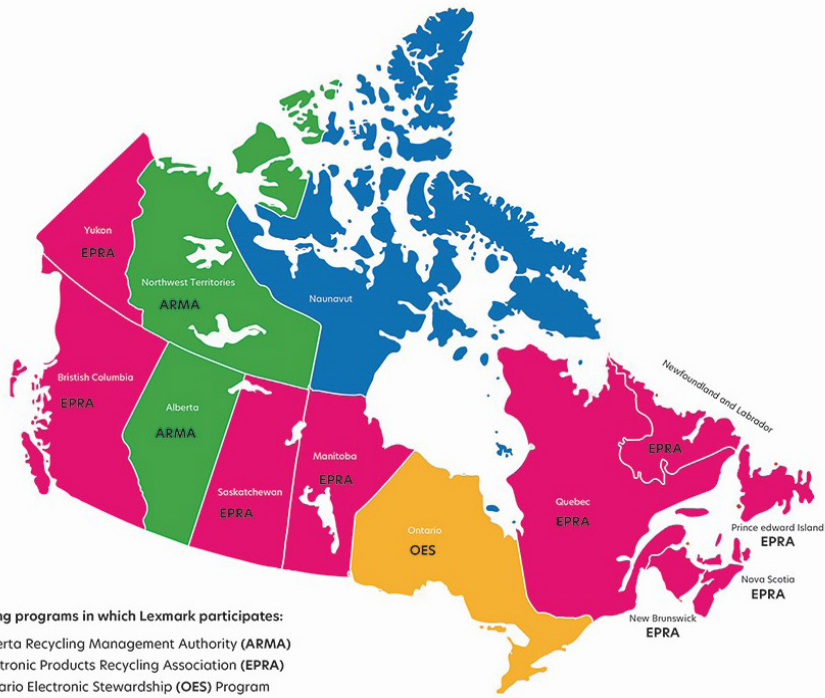 Yukon
EPRA
Northwest Territories
ARMA
Naunavut
Bristish Columbia
EPRA
Alberta
ARMA
Saskatchewan
EPRA
Manitoba
EPRA
Ontario
OES
Quebec
EPRA
Newfoundland and Labrador
EPRA
Prince edward Island
EPRA
Nova Scotia
EPRA
New Brunswick
EPRA
ng programs in which Lexmark participates:
erta Recycling Management Authority (ARMA)
tronic Products Recycling Association (EPRA)
ario Electronic Stewardship (OES) Program